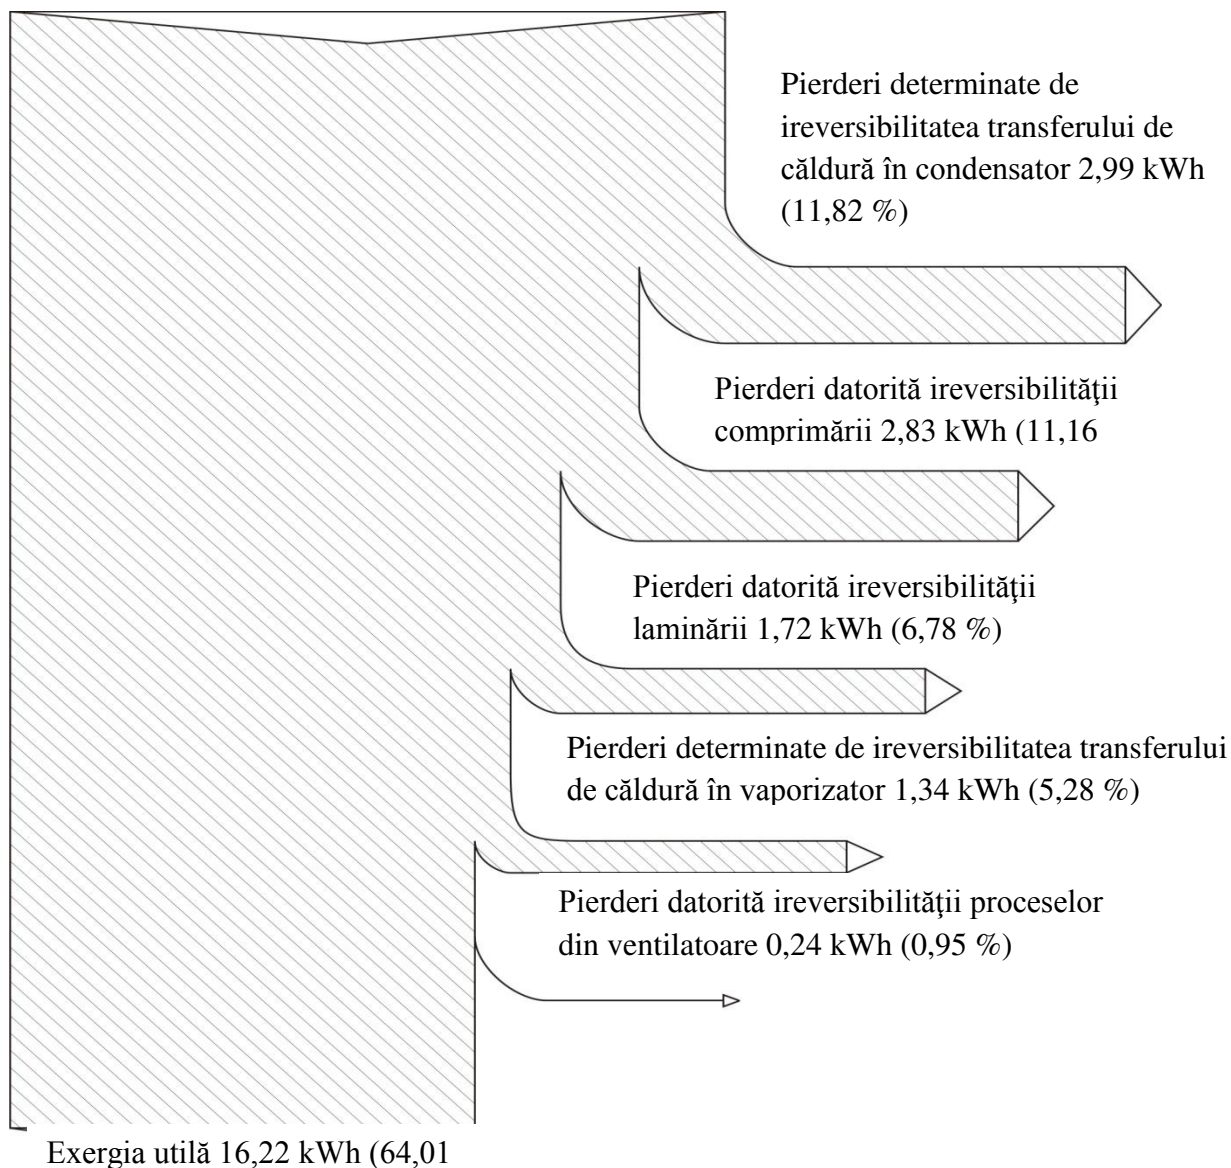 Pierderi determinate de
ireversibilitatea transferului de
căldură în condensator 2,99 kWh
(11,82 %)
Pierderi datorită ireversibilităţii
comprimării 2,83 kWh (11,16
Pierderi datorită ireversibilităţii
laminării 1,72 kWh (6,78 %)
Pierderi determinate de ireversibilitatea transferului
de căldură în vaporizator 1,34 kWh (5,28 %)
Pierderi datorită ireversibilităţii proceselor
din ventilatoare 0,24 kWh (0,95 %)
Exergia utilă 16,22 kWh (64,01